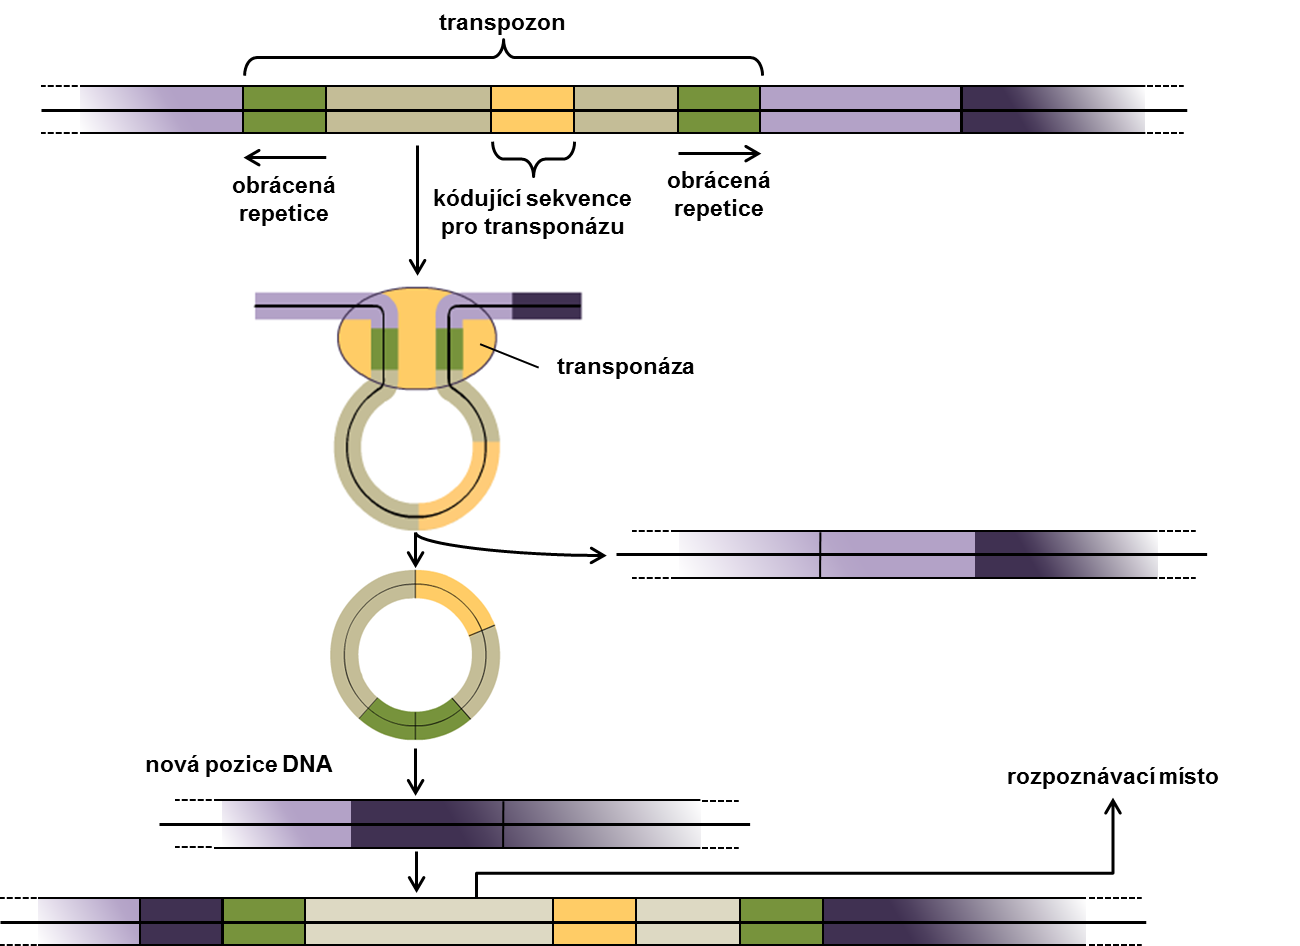 transpozon
obrácená
repetice
kódující sekvence
pro transponázu
obrácená
repetice
transponáza
nová pozice DNA
rozpoznávací místo